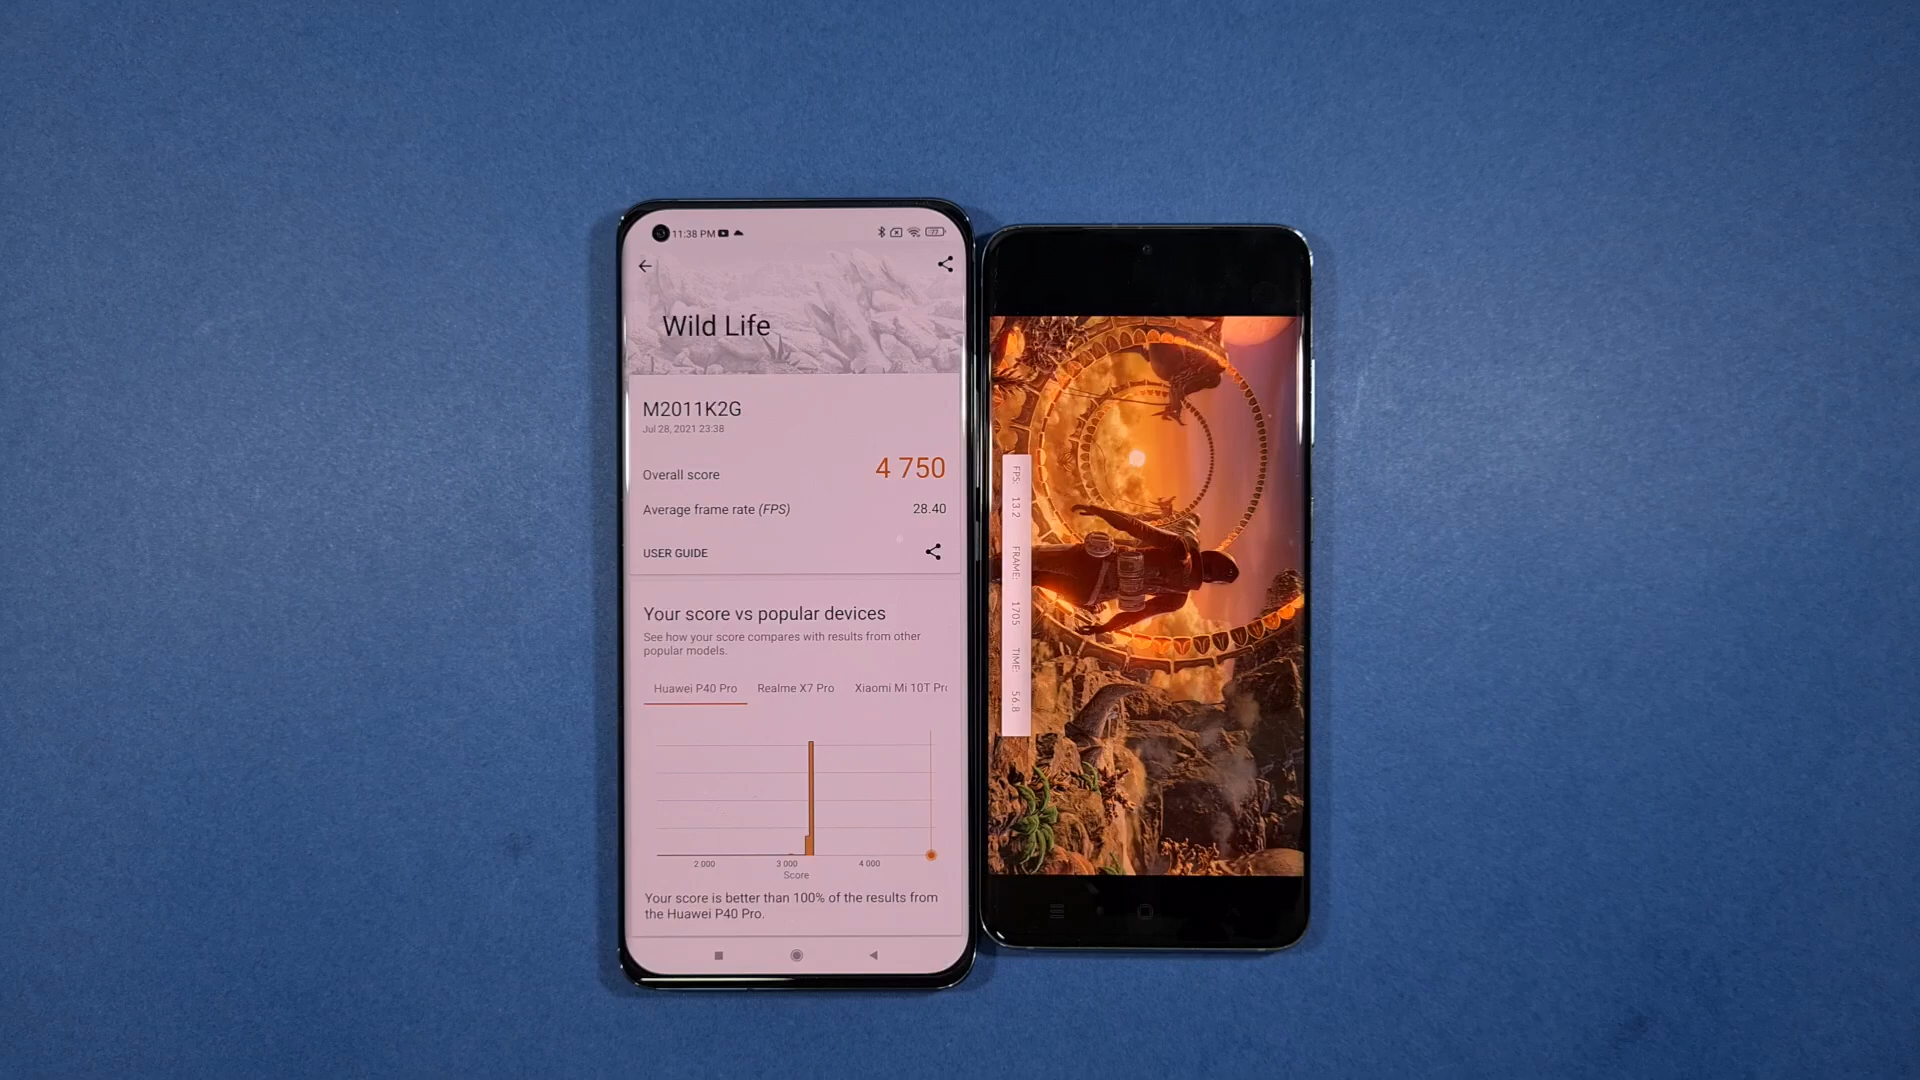 11:38 PM
77
Wild Life
M2011K2G
Jul 28, 2021 23:38
Overall score 4 750
Average frame rate (FPS) 28.40
USER GUIDE
Your score vs popular devices
See how your score compares with results from other
popular models.
Huawei P40 Pro Realme X7 Pro Xiaomi Mi 10T Pro
2 000 3 000 4 000
Score
Your score is better than 100% of the results from
the Huawei P40 Pro.
FPS: 13.2 FRAME: 1705 TIME: 56.8